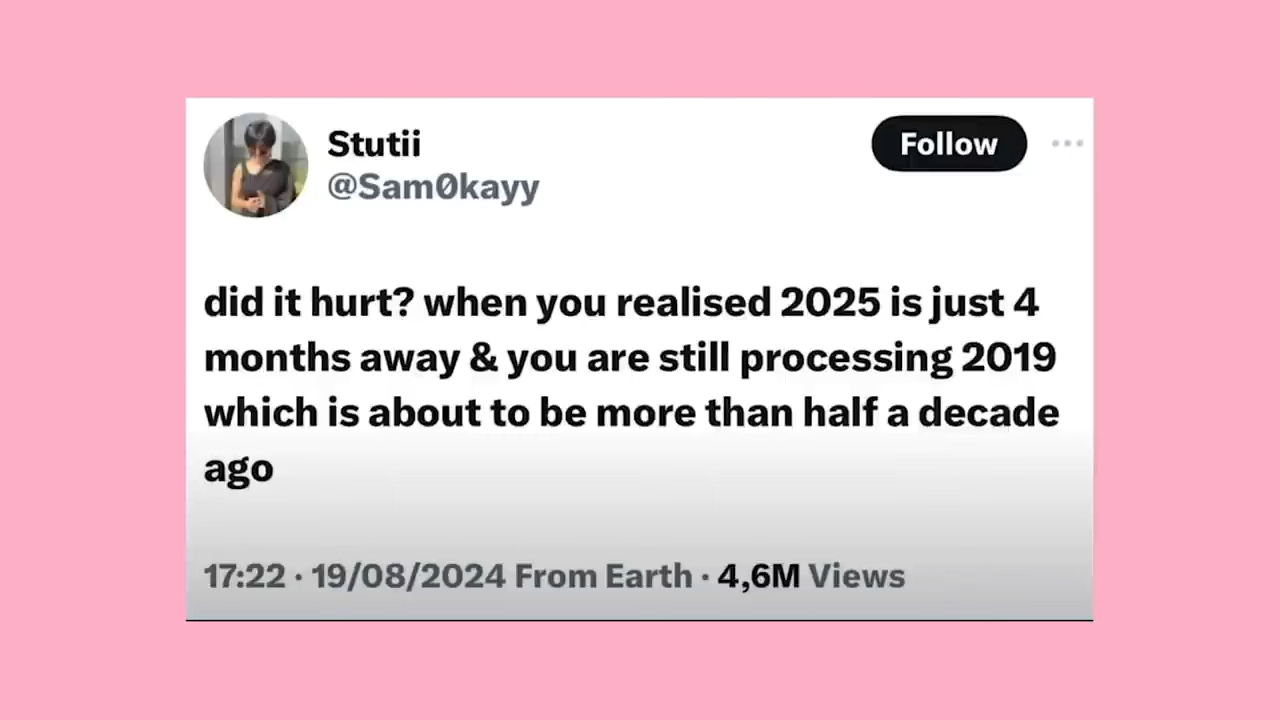 Stutii
Follow
@Sam0kayy
did it hurt? when you realised 2025 is just 4
months away & you are still processing 2019
which is about to be more than half a decade
ago
17:22 · 19/08/2024 From Earth · 4,6M Views